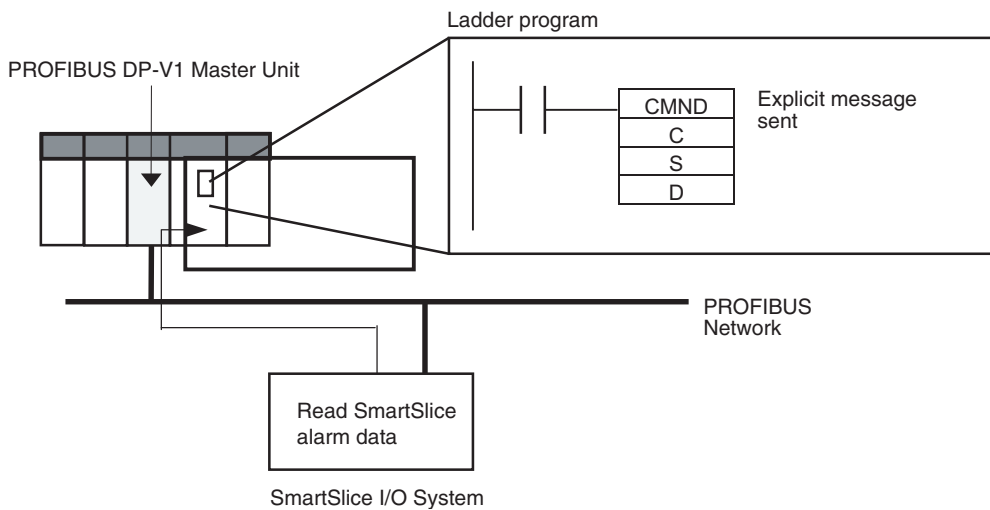 Ladder program
PROFIBUS DP-V1 Master Unit
CMND
C
S
D
Explicit message
sent
PROFIBUS
Network
Read SmartSlice
alarm data
SmartSlice I/O System